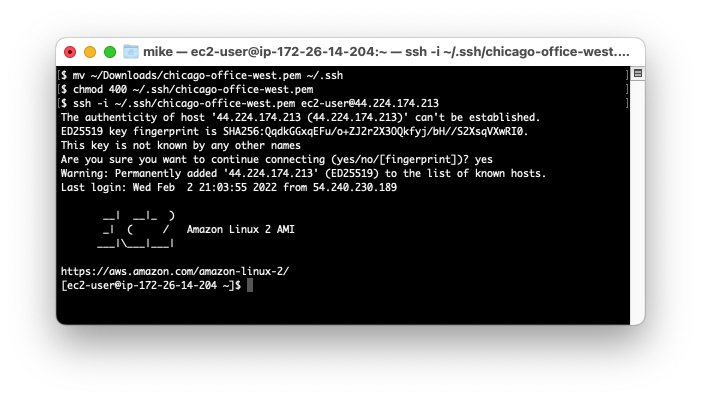 mike — ec2-user@ip-172-26-14-204:~ — ssh -i ~/.ssh/chicago-office-west....
[$ mv ~/Downloads/chicago-office-west.pem ~/.ssh ]
[$ chmod 400 ~/.ssh/chicago-office-west.pem ]
[$ ssh -i ~/.ssh/chicago-office-west.pem ec2-user@44.224.174.213 ]
The authenticity of host '44.224.174.213 (44.224.174.213)' can't be established.
ED25519 key fingerprint is SHA256:QqdkGGxqEFu/o+ZJ2r2X3OQkfyj/bH//S2XsqVXwRI0.
This key is not known by any other names
Are you sure you want to continue connecting (yes/no/[fingerprint])? yes
Warning: Permanently added '44.224.174.213' (ED25519) to the list of known hosts.
Last login: Wed Feb  2 21:03:55 2022 from 54.240.230.189
       __|  __|_  )
       _|  (     /   Amazon Linux 2 AMI
      ___|\___|___|
https://aws.amazon.com/amazon-linux-2/
[ec2-user@ip-172-26-14-204 ~]$